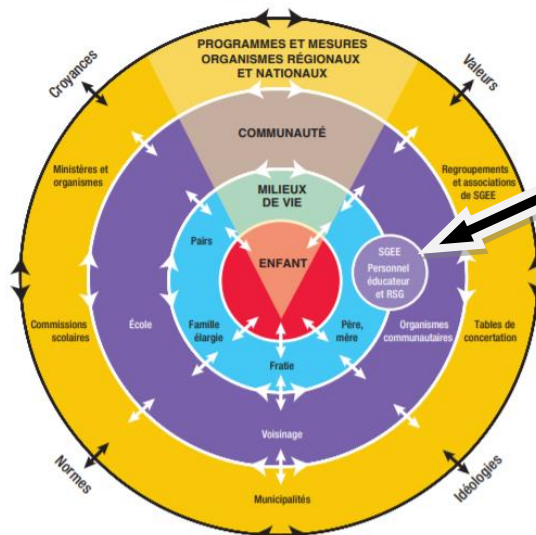 PROGRAMMES ET MESURES
ORGANISMES RÉGIONAUX
ET NATIONAUX
Croyances
Valeurs
COMMUNAUTÉ
Ministères et
organismes
Regroupements
et associations
de SGEE
MILIEUX
DE VIE
Pairs
SGEE
Personnel
éducateur
et RSG
ENFANT
Commissions
scolaires
École
Famille
élargie
Père,
mère
Organismes
communautaires
Tables de
concertation
Fratie
Voisinage
Municipalités
Normes
Idéologies